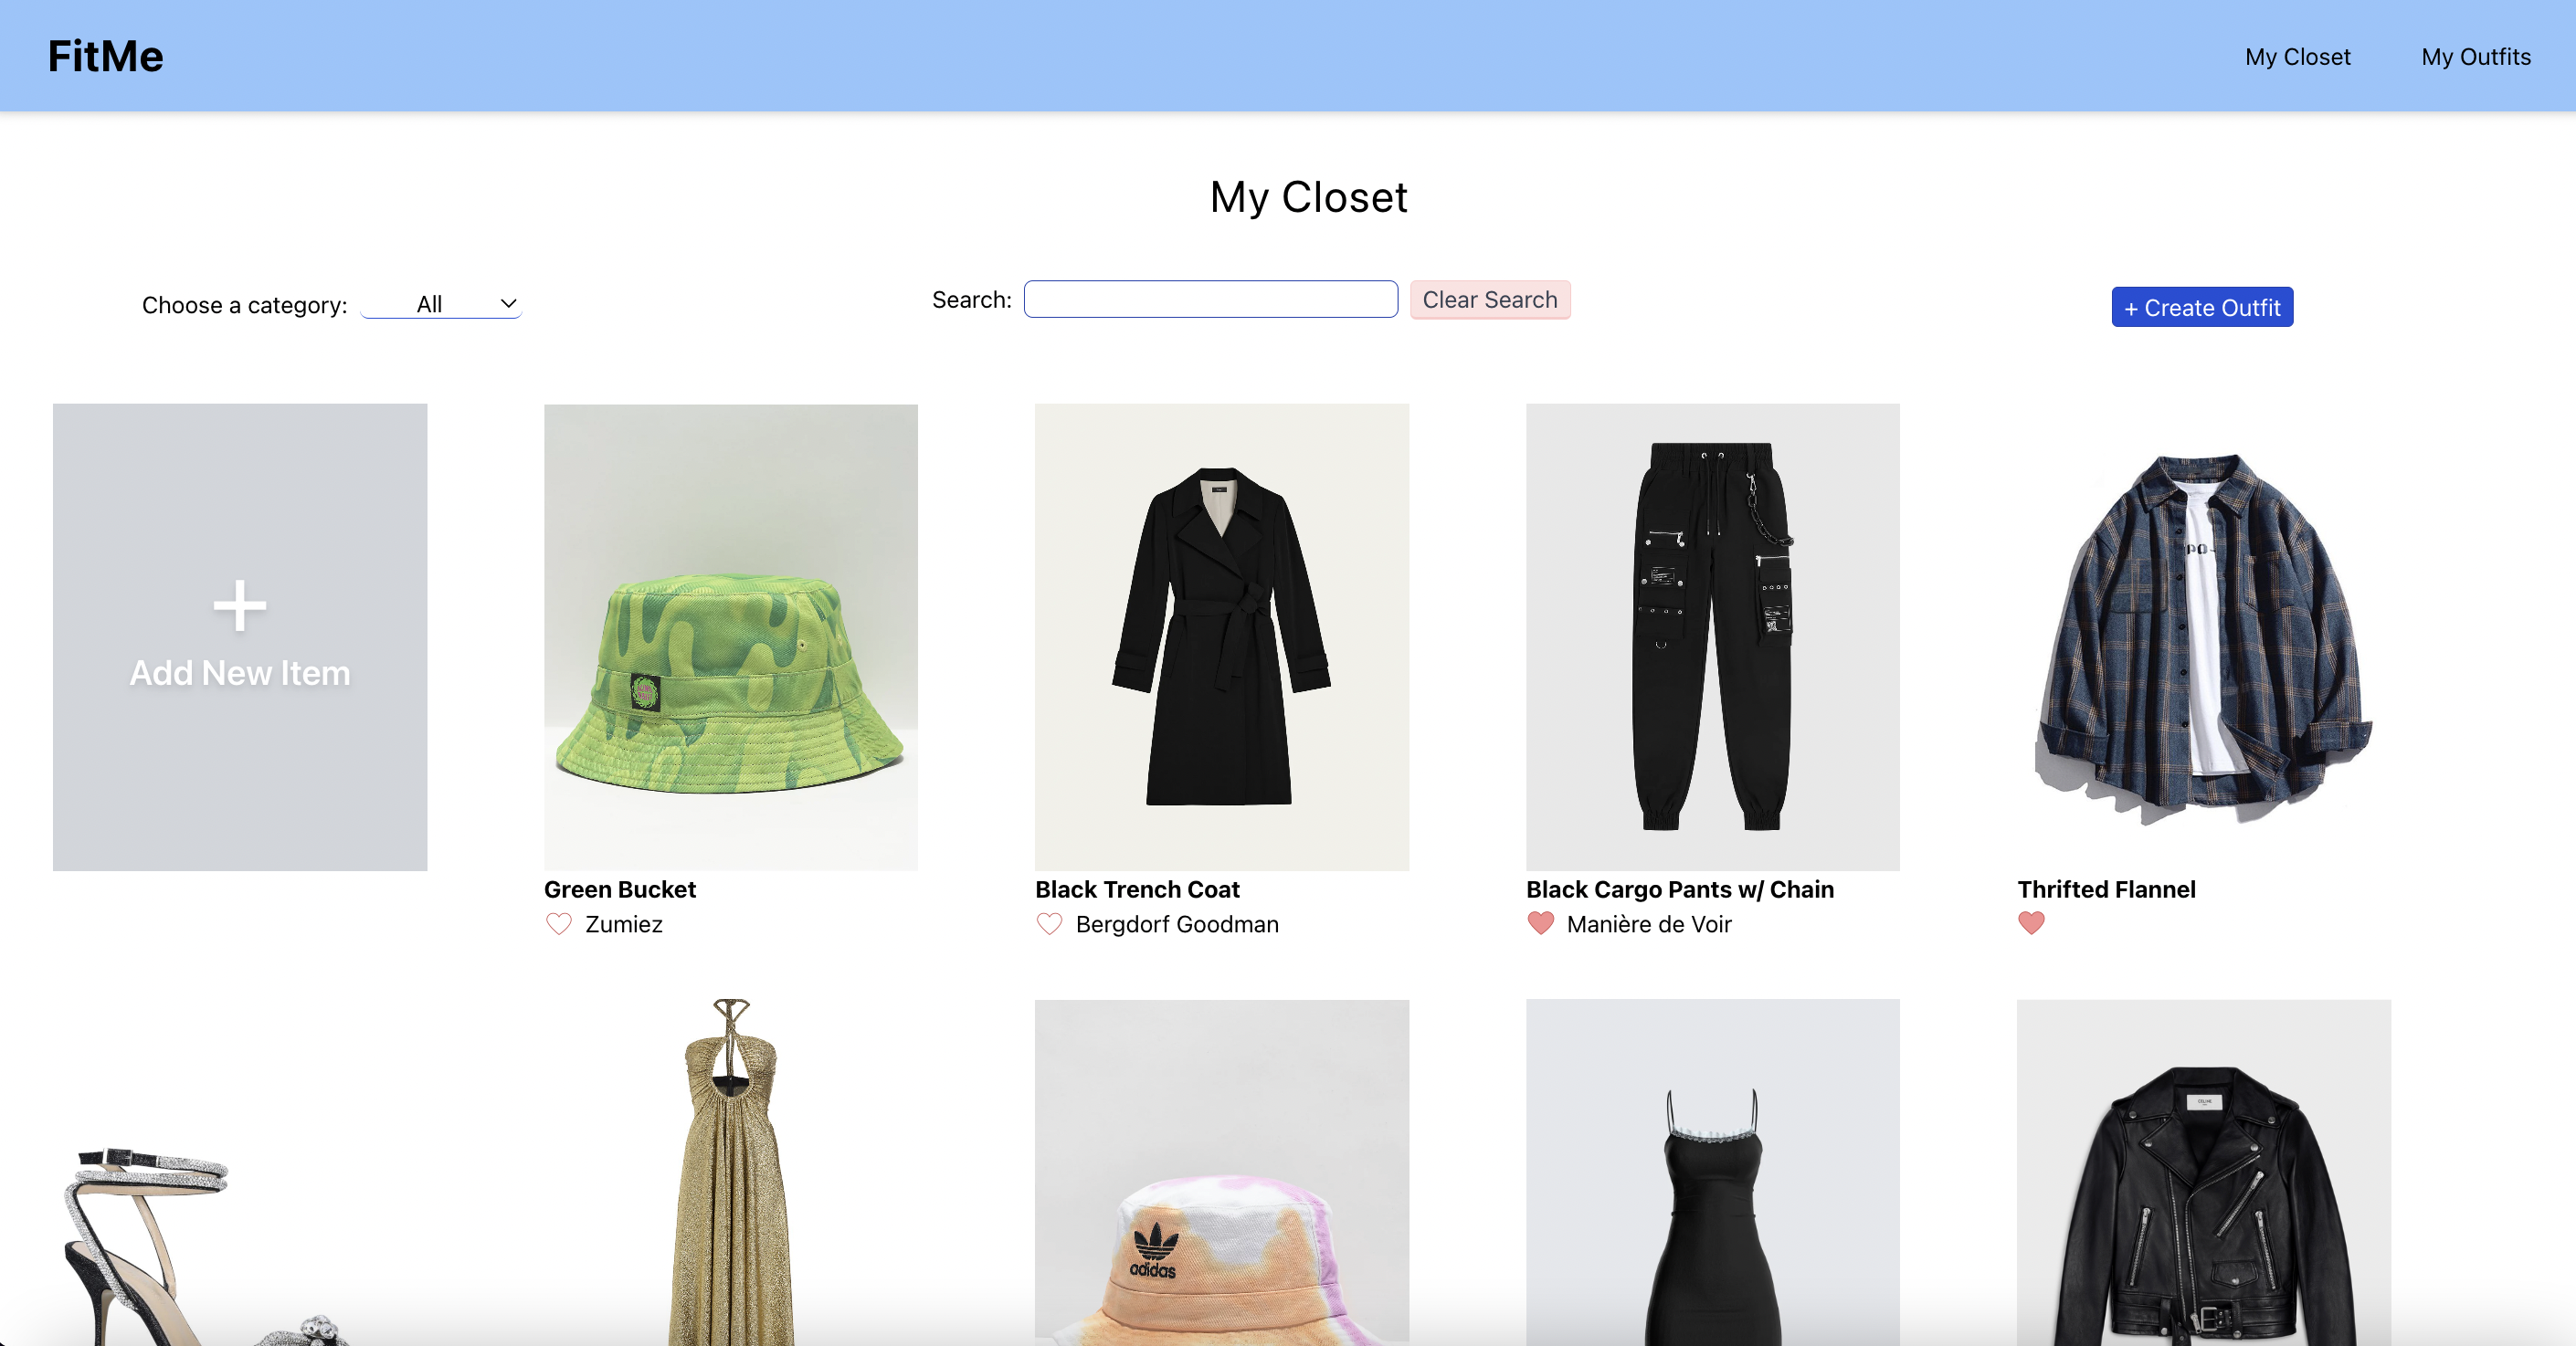 FitMe
My Closet
My Outfits
My Closet
Choose a category: All
Search:
Clear Search
+ Create Outfit
+
Add New Item
Green Bucket
Zumiez
Black Trench Coat
Bergdorf Goodman
Black Cargo Pants w/ Chain
Manière de Voir
Thrifted Flannel
adidas